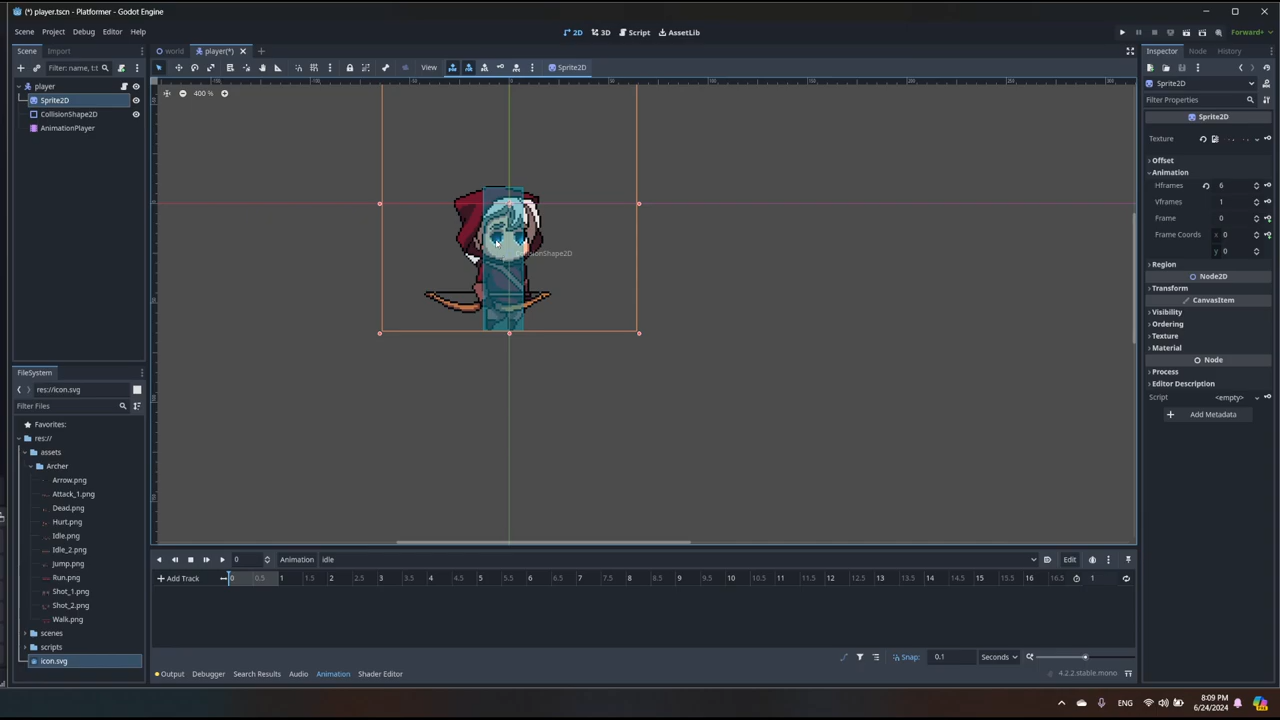 (*) player.tscn - Platformer - Godot Engine
Scene Project Debug Editor Help
2D 3D Script AssetLib
Forward+
Scene Import
world player(*)
Inspector Node History
Filter: name, t:t
View
Sprite2D
player
Sprite2D
CollisionShape2D
AnimationPlayer
400 %
CollisionShape2D
Sprite2D
Filter Properties
Sprite2D
Texture
Offset
Animation
Hframes 6
Vframes 1
Frame 0
Frame Coords x 0
y 0
Region
Node2D
Transform
CanvasItem
Visibility
Ordering
Texture
Material
Node
Process
Editor Description
Script <empty>
Add Metadata
FileSystem
res://icon.svg
Filter Files
Favorites:
res://
assets
Archer
Arrow.png
Attack_1.png
Dead.png
Hurt.png
Idle.png
Idle_2.png
Jump.png
Run.png
Shot_1.png
Shot_2.png
Walk.png
scenes
scripts
icon.svg
0 Animation idle Edit
Add Track 0 0.5 1 1.5 2 2.5 3 3.5 4 4.5 5 5.5 6 6.5 7 7.5 8 8.5 9 9.5 10 10.5 11 11.5 12 12.5 13 13.5 14 14.5 15 15.5 16 16.5 17 1
Snap: 0.1 Seconds
Output Debugger Search Results Audio Animation Shader Editor
4.2.2.stable.mono
ENG
8:09 PM
6/24/2024